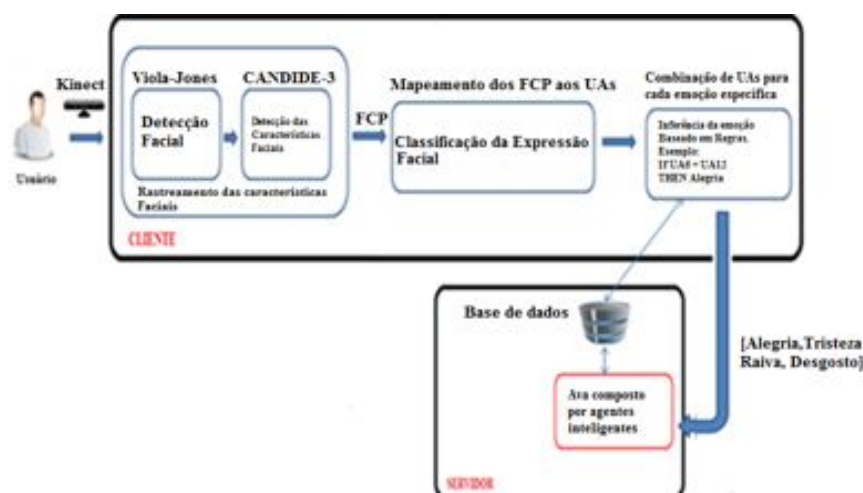 Kinect
Usuário
Viola-Jones
Detecção
Facial
CANDIDE-3
Detecção das
Características
Faciais
Rastreamento das características
Faciais
FCP
Mapeamento dos FCP aos UAs
Classificação da Expressão
Facial
Combinação de UAs para
cada emoção específica
Inferência da emoção
Baseado em Regras.
Exemplo:
If UA6 + UA12
THEN Alegria
CLIENTE
Base de dados
Ava composto
por agentes
inteligentes
SERVIDOR
[Alegria,Tristeza
Raiva, Desgosto]